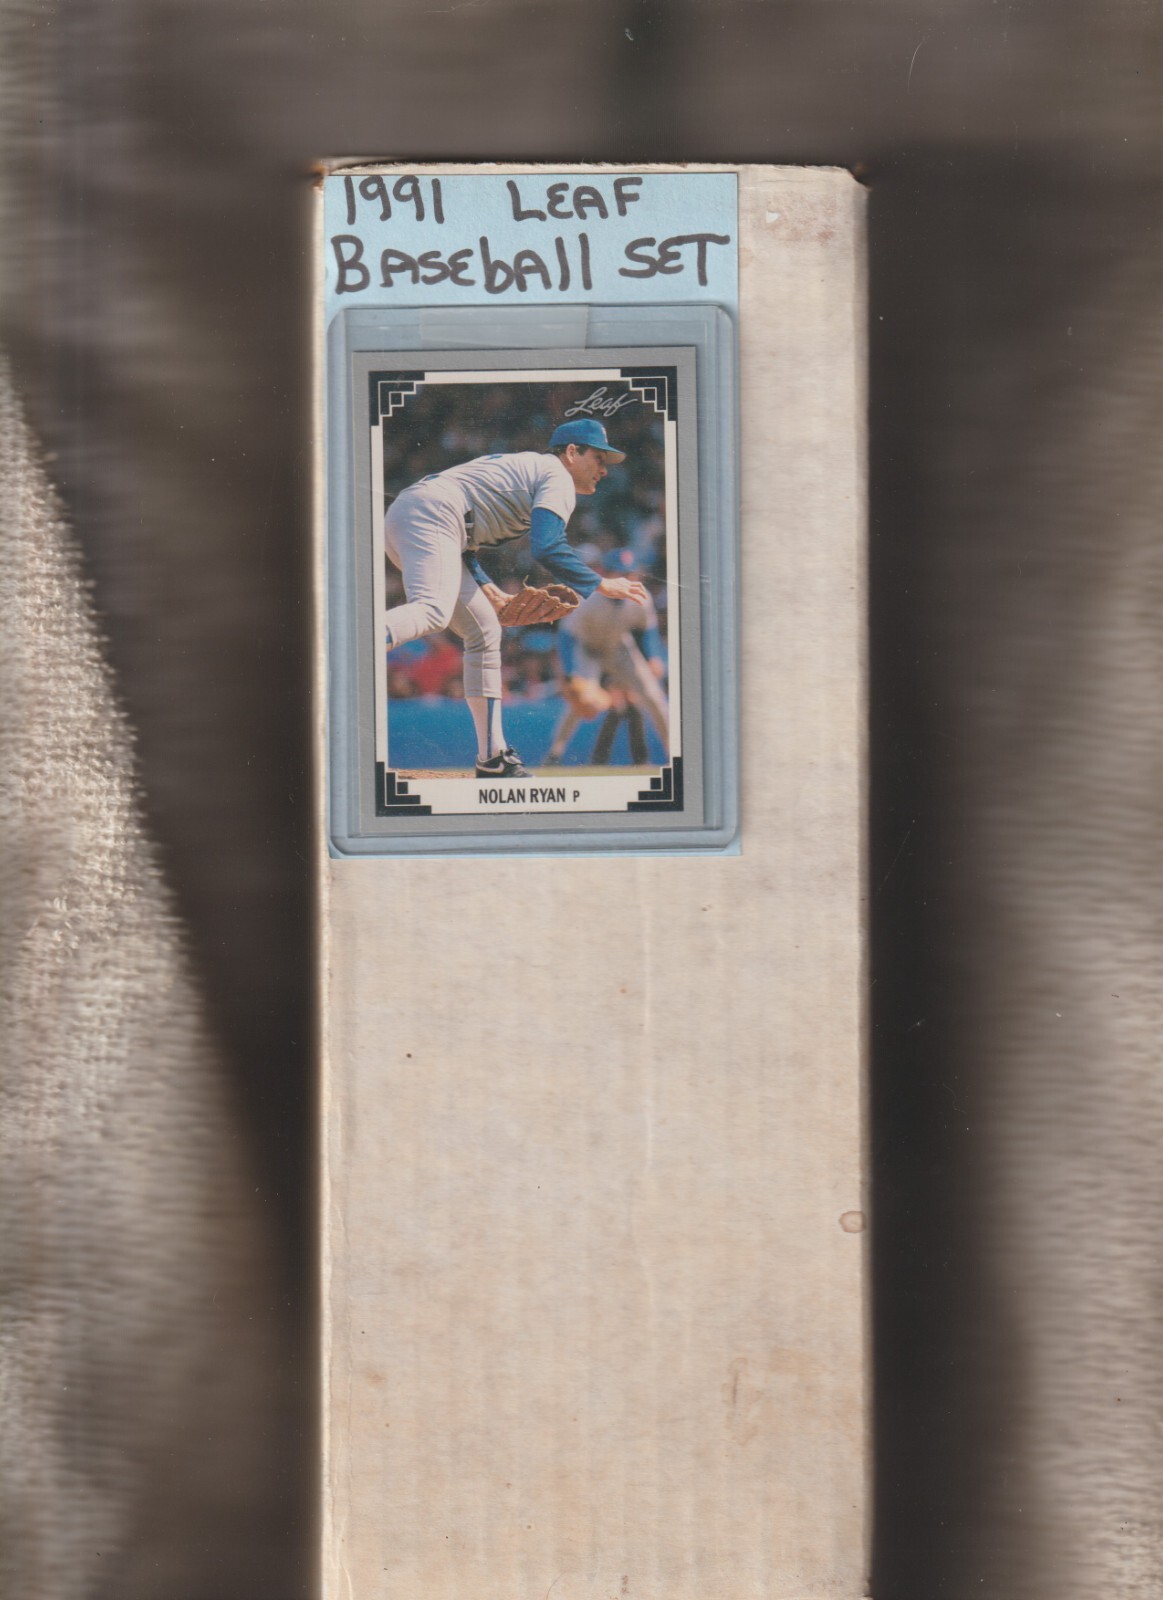 1991 LEAF
BASEbAll SET
Leaf
NOLAN RYAN P